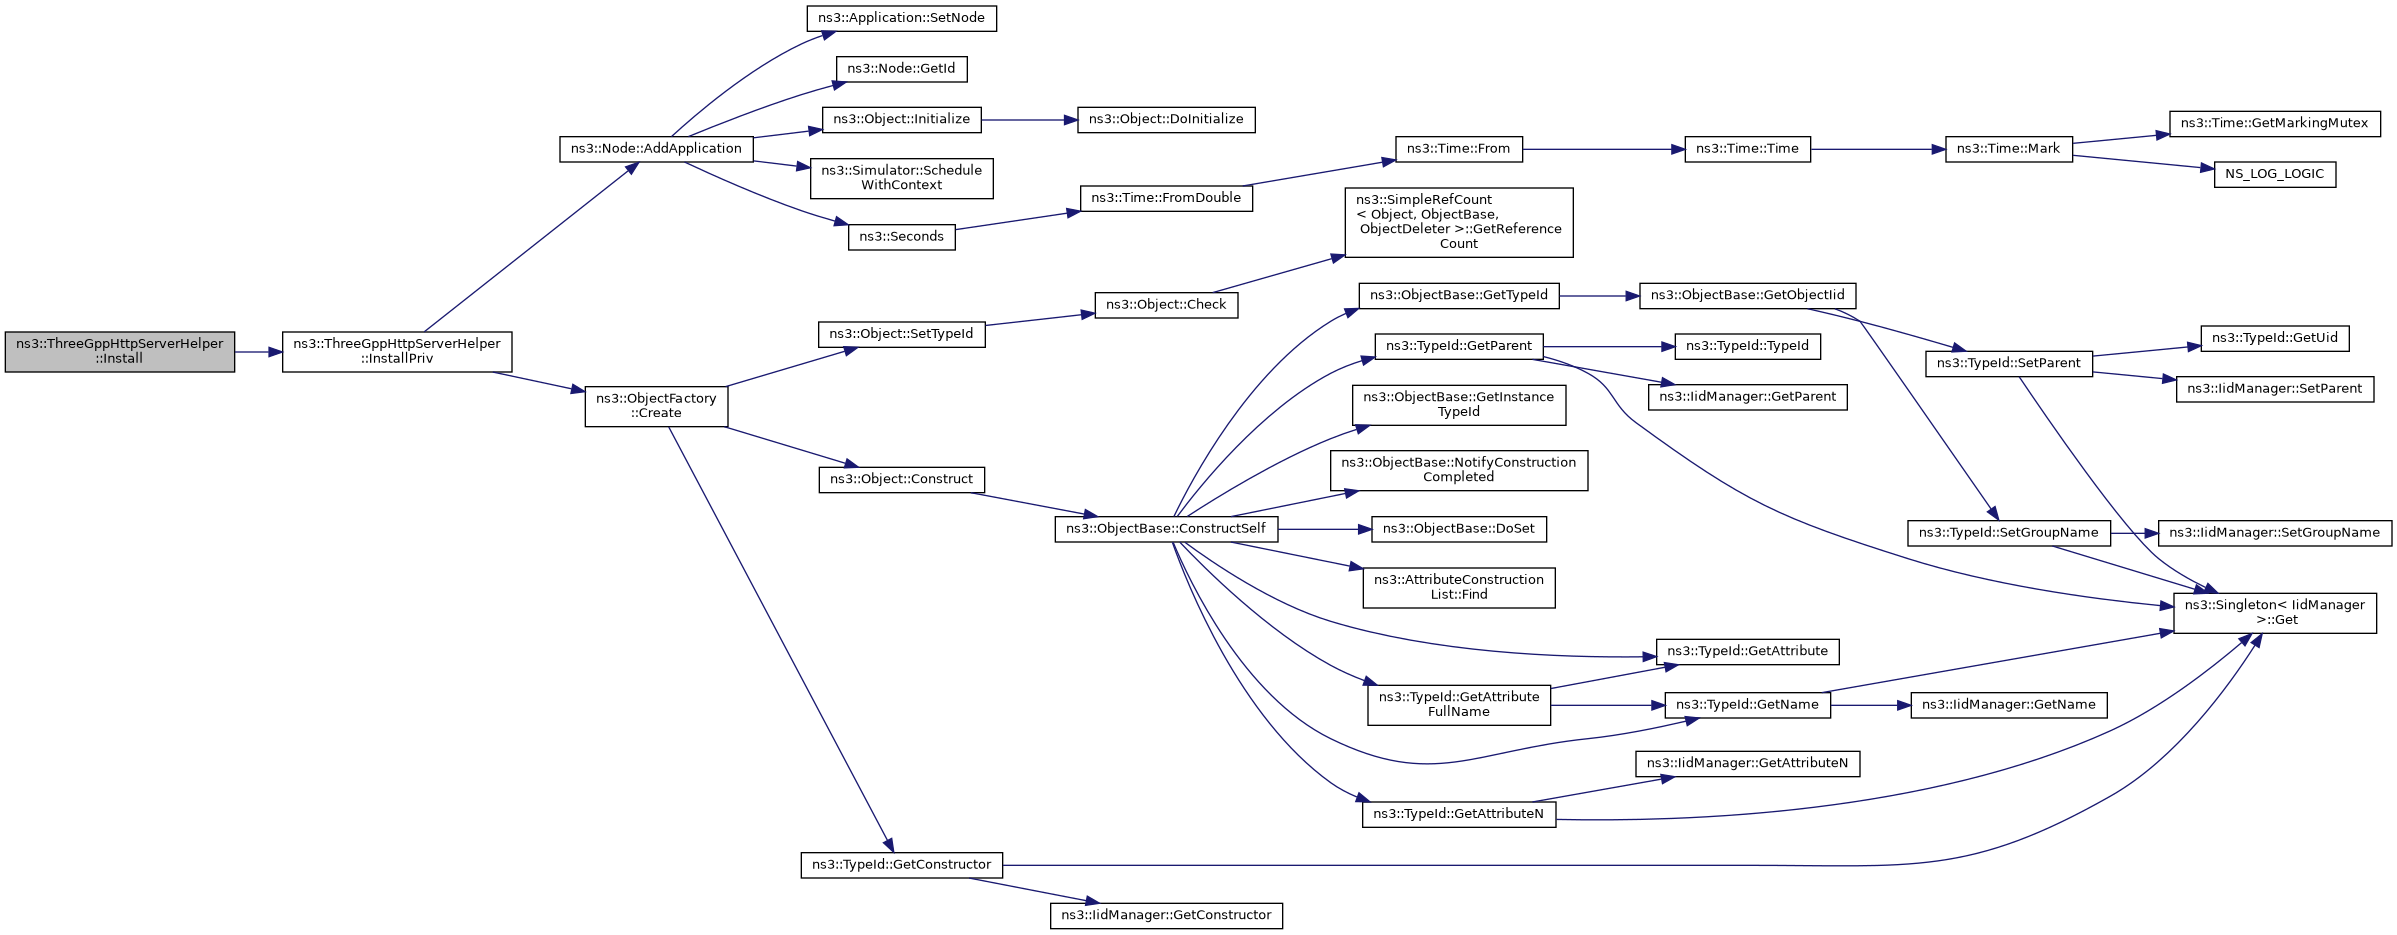 ns3::ThreeGppHttpServerHelper
::Install
ns3::ThreeGppHttpServerHelper
::InstallPriv
ns3::Node::AddApplication
ns3::Application::SetNode
ns3::Node::GetId
ns3::Object::Initialize
ns3::Object::DoInitialize
ns3::Simulator::Schedule
WithContext
ns3::Seconds
ns3::Time::FromDouble
ns3::Time::From
ns3::Time::Time
ns3::Time::Mark
ns3::Time::GetMarkingMutex
NS_LOG_LOGIC
ns3::ObjectFactory
::Create
ns3::Object::SetTypeId
ns3::Object::Check
ns3::SimpleRefCount
< Object, ObjectBase,
ObjectDeleter >::GetReference
Count
ns3::Object::Construct
ns3::ObjectBase::ConstructSelf
ns3::ObjectBase::GetTypeId
ns3::ObjectBase::GetObjectIid
ns3::TypeId::GetParent
ns3::TypeId::TypeId
ns3::IidManager::GetParent
ns3::TypeId::SetParent
ns3::TypeId::GetUid
ns3::IidManager::SetParent
ns3::ObjectBase::GetInstance
TypeId
ns3::ObjectBase::NotifyConstruction
Completed
ns3::ObjectBase::DoSet
ns3::TypeId::SetGroupName
ns3::IidManager::SetGroupName
ns3::AttributeConstruction
List::Find
ns3::Singleton< IidManager
>::Get
ns3::TypeId::GetAttribute
ns3::TypeId::GetAttribute
FullName
ns3::TypeId::GetName
ns3::IidManager::GetName
ns3::IidManager::GetAttributeN
ns3::TypeId::GetAttributeN
ns3::TypeId::GetConstructor
ns3::IidManager::GetConstructor